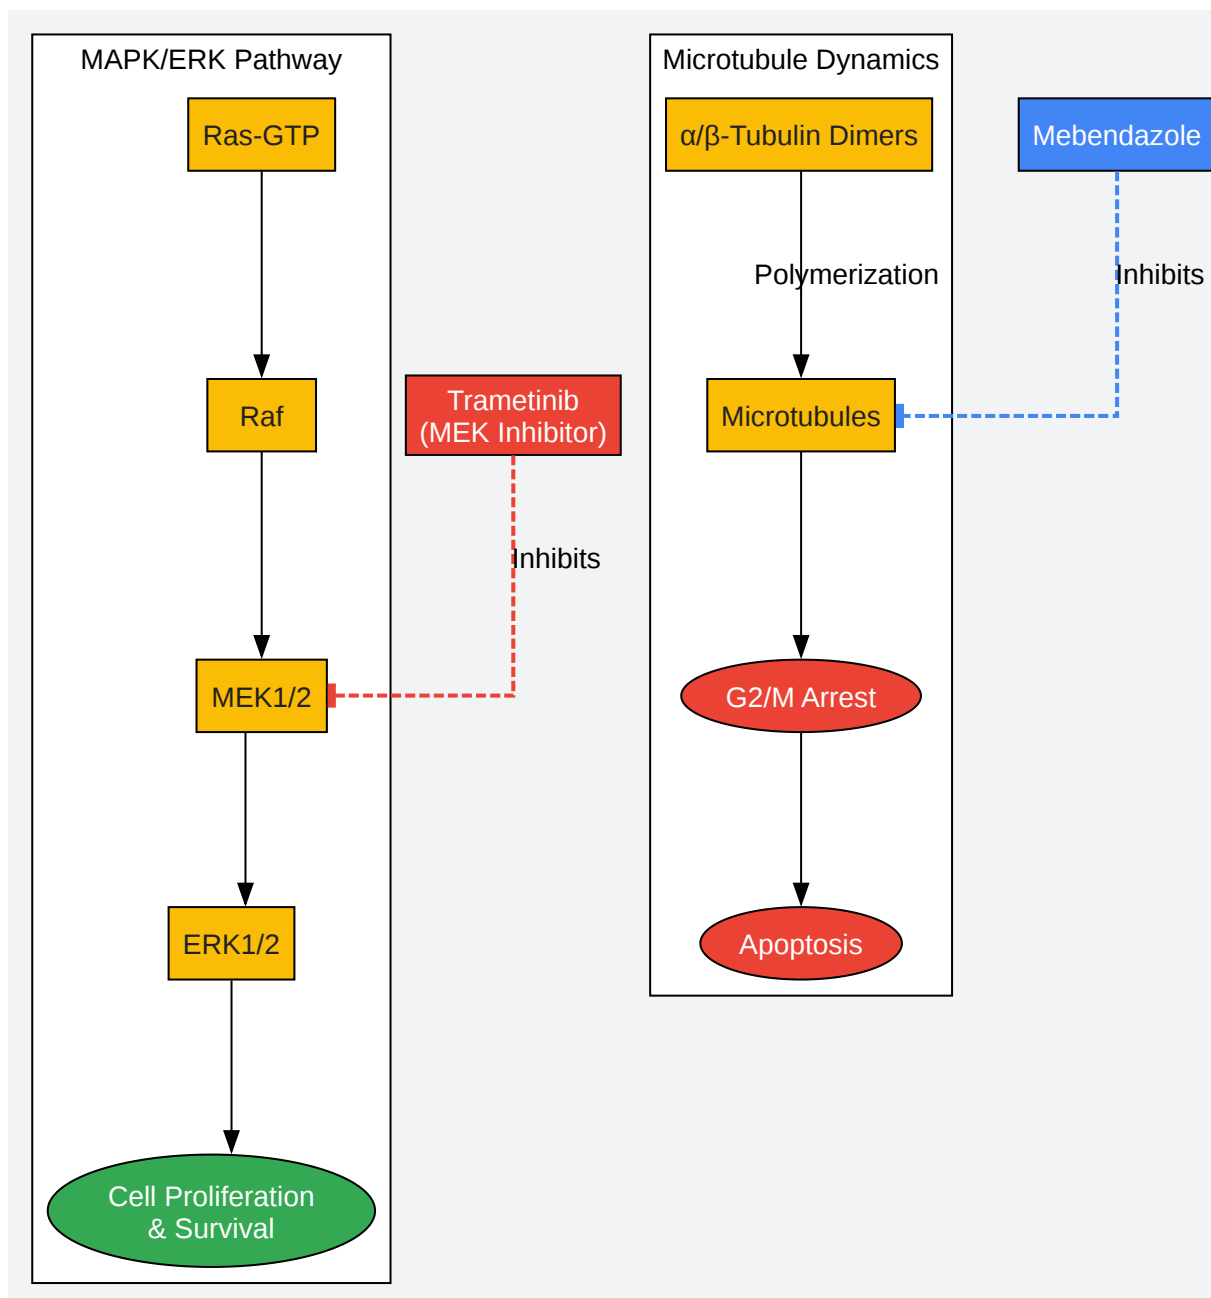 MAPK/ERK Pathway
Ras-GTP
Raf
Trametinib
(MEK Inhibitor)
Inhibits
MEK1/2
ERK1/2
Cell Proliferation
& Survival
Microtubule Dynamics
α/β-Tubulin Dimers
Polymerization
Microtubules
G2/M Arrest
Apoptosis
Mebendazole
Inhibits